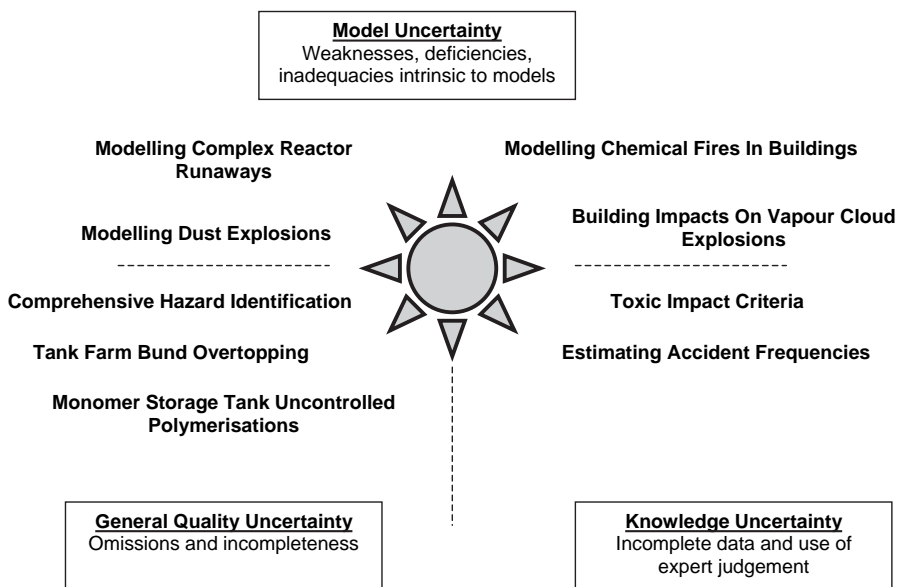 Model Uncertainty
Weaknesses, deficiencies,
inadequacies intrinsic to models
Modelling Complex Reactor
Runaways
Modelling Chemical Fires In Buildings
Modelling Dust Explosions
Building Impacts On Vapour Cloud
Explosions
Comprehensive Hazard Identification
Toxic Impact Criteria
Tank Farm Bund Overtopping
Estimating Accident Frequencies
Monomer Storage Tank Uncontrolled
Polymerisations
General Quality Uncertainty
Omissions and incompleteness
Knowledge Uncertainty
Incomplete data and use of
expert judgement